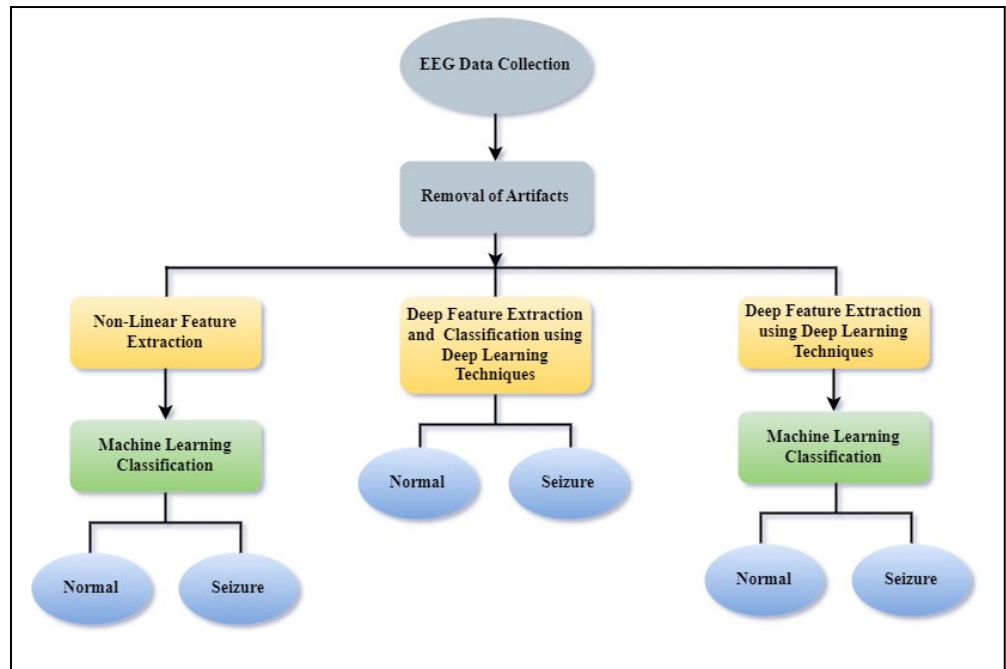 EEG Data Collection
Removal of Artifacts
Non-Linear Feature
Extraction
Deep Feature Extraction
and Classification using
Deep Learning
Techniques
Deep Feature Extraction
using Deep Learning
Techniques
Machine Learning
Classification
Normal
Seizure
Machine Learning
Classification
Normal
Seizure
Normal
Seizure